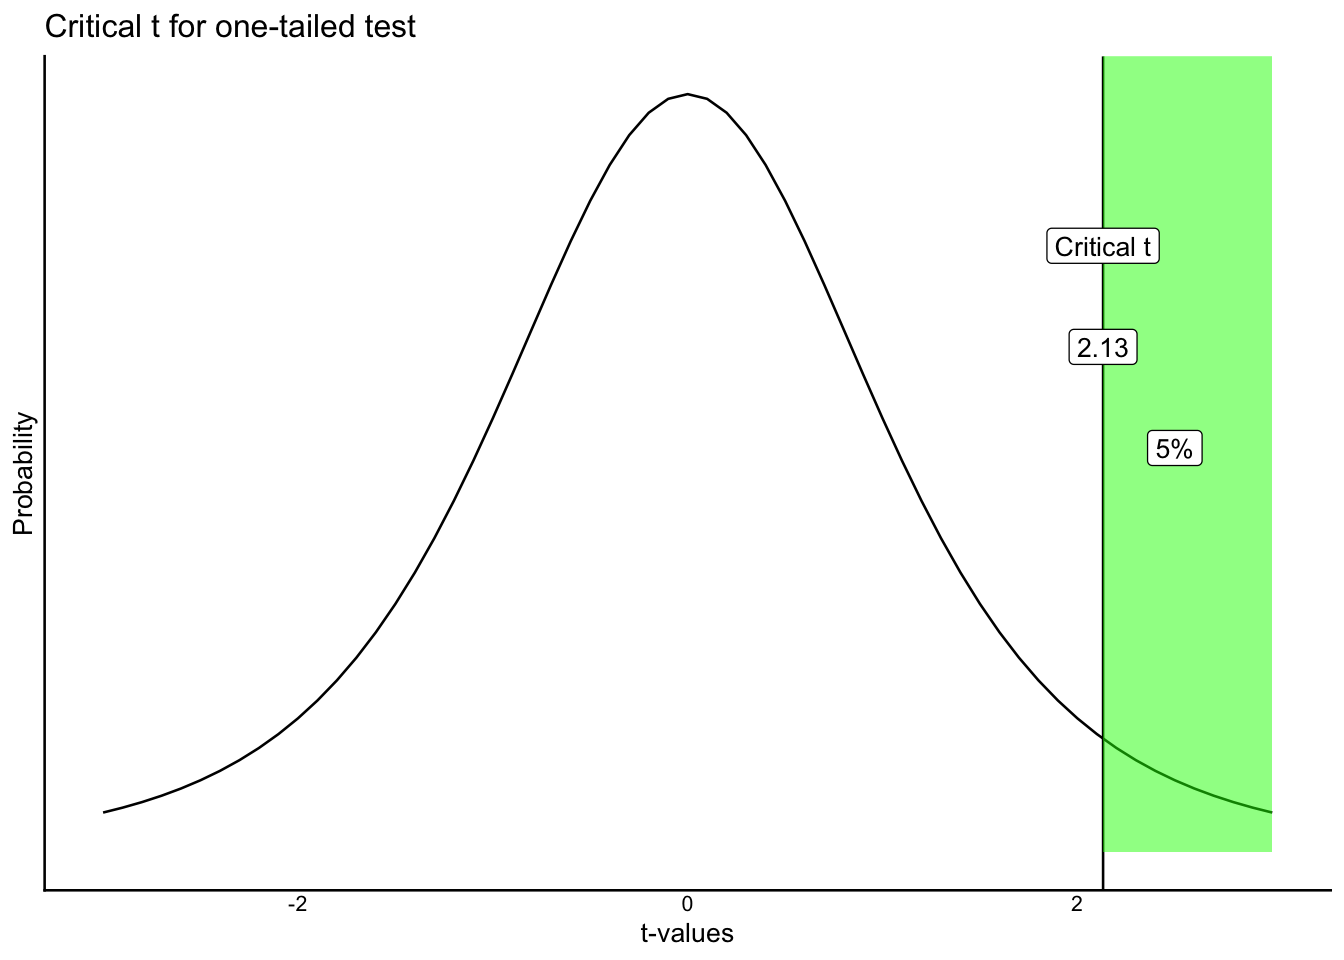 Critical t for one-tailed test
Critical t
2.13
5%
Probability
-2
0
2
t-values